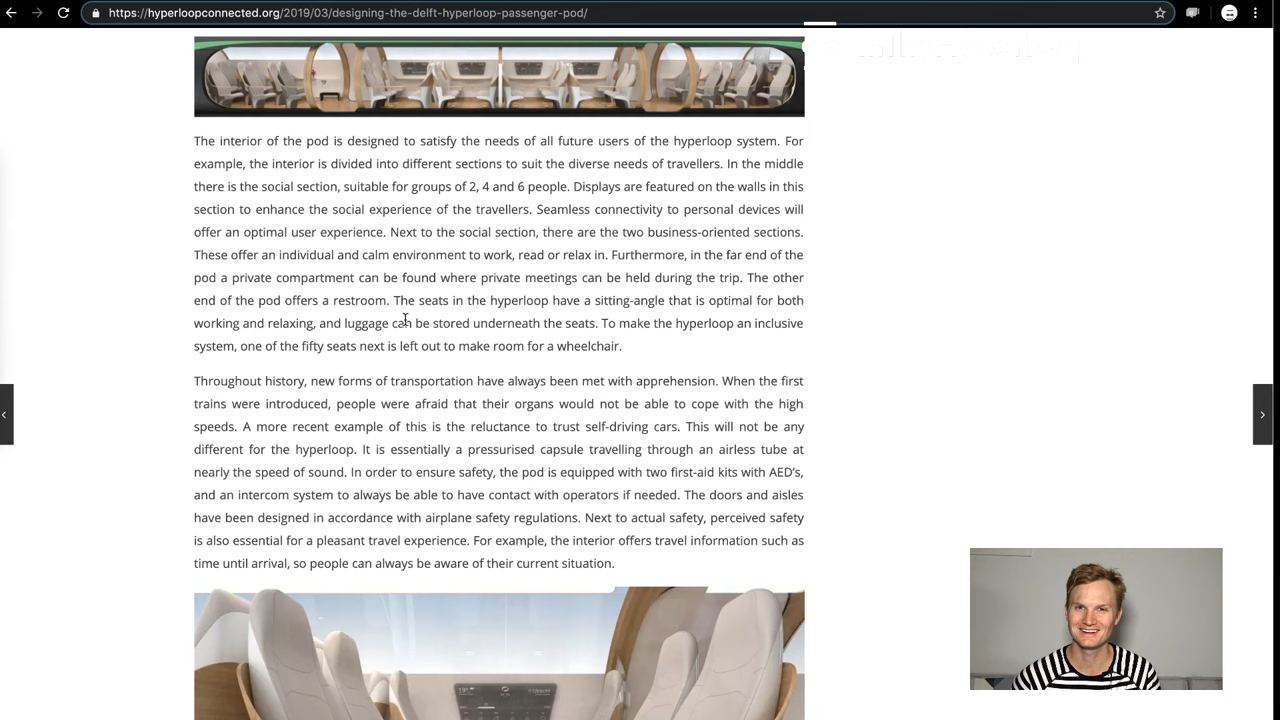 https://hyperloopconnected.org/2019/03/designing-the-delft-hyperloop-passenger-pod/
The interior of the pod is designed to satisfy the needs of all future users of the hyperloop system. For
example, the interior is divided into different sections to suit the diverse needs of travellers. In the middle
there is the social section, suitable for groups of 2, 4 and 6 people. Displays are featured on the walls in this
section to enhance the social experience of the travellers. Seamless connectivity to personal devices will
offer an optimal user experience. Next to the social section, there are the two business-oriented sections.
These offer an individual and calm environment to work, read or relax in. Furthermore, in the far end of the
pod a private compartment can be found where private meetings can be held during the trip. The other
end of the pod offers a restroom. The seats in the hyperloop have a sitting-angle that is optimal for both
working and relaxing, and luggage can be stored underneath the seats. To make the hyperloop an inclusive
system, one of the fifty seats next is left out to make room for a wheelchair.
Throughout history, new forms of transportation have always been met with apprehension. When the first
trains were introduced, people were afraid that their organs would not be able to cope with the high
speeds. A more recent example of this is the reluctance to trust self-driving cars. This will not be any
different for the hyperloop. It is essentially a pressurised capsule travelling through an airless tube at
nearly the speed of sound. In order to ensure safety, the pod is equipped with two first-aid kits with AED's,
and an intercom system to always be able to have contact with operators if needed. The doors and aisles
have been designed in accordance with airplane safety regulations. Next to actual safety, perceived safety
is also essential for a pleasant travel experience. For example, the interior offers travel information such as
time until arrival, so people can always be aware of their current situation.